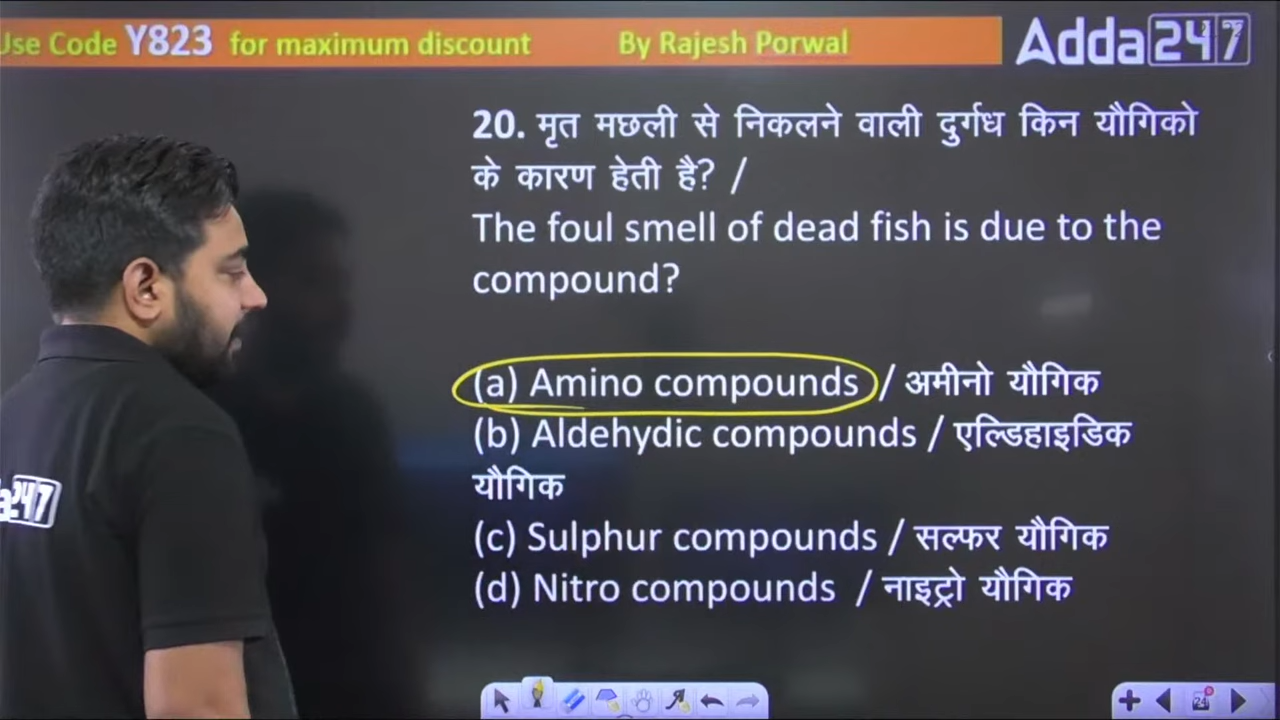 Use Code Y823 for maximum discount By Rajesh Porwal
Adda247
20. मृत मछली से निकलने वाली दुर्गध किन यौगिको
के कारण हेती है? /
The foul smell of dead fish is due to the
compound?
(a) Amino compounds / अमीनो यौगिक
(b) Aldehydic compounds / एल्डिहाइडिक
यौगिक
(c) Sulphur compounds / सल्फर यौगिक
(d) Nitro compounds / नाइट्रो यौगिक
a247